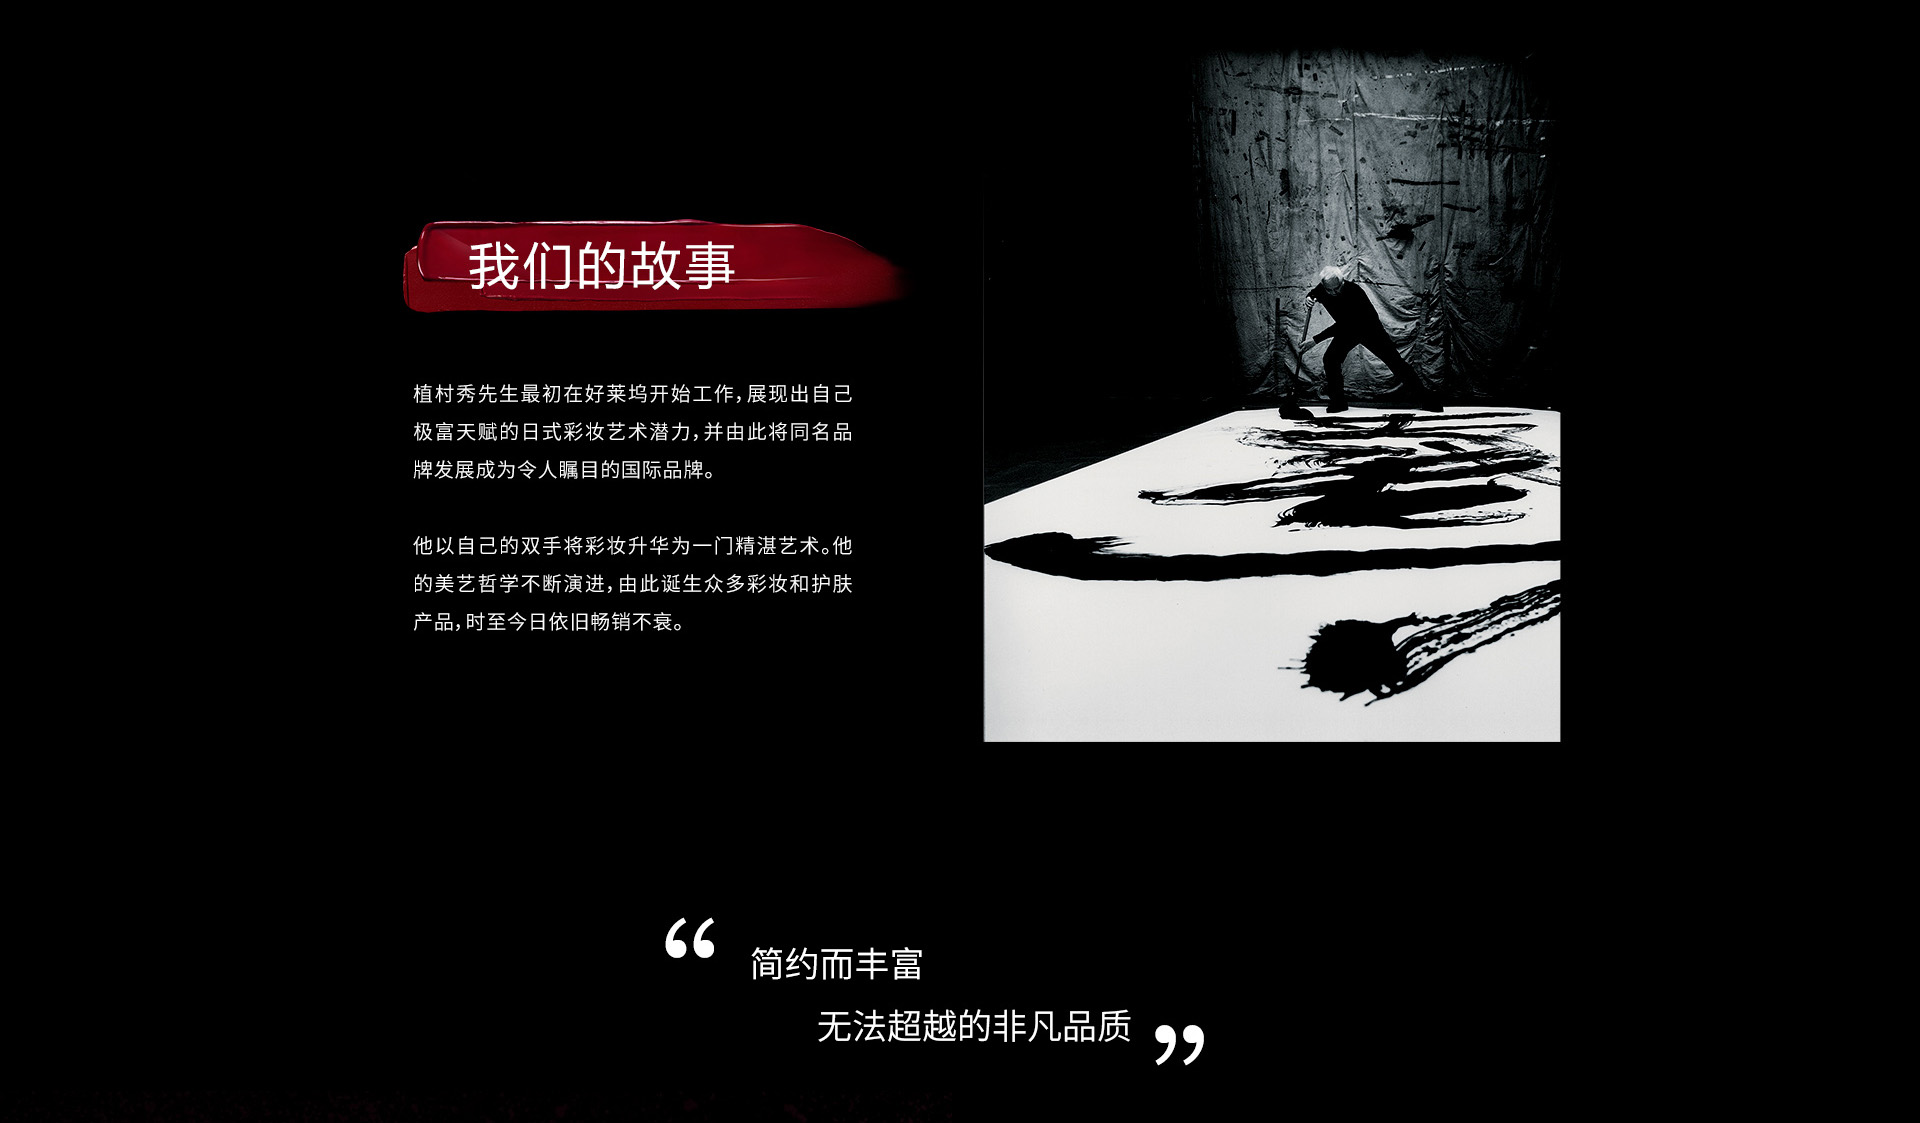 我们的故事
植村秀先生最初在好莱坞开始工作，展现出自己
极富天赋的日式彩妆艺术潜力，并由此将同名品
牌发展成为令人瞩目的国际品牌。
他以自己的双手将彩妆升华为一门精湛艺术。他
的美艺哲学不断演进，由此诞生众多彩妆和护肤
产品，时至今日依旧畅销不衰。
“ 简约而丰富
无法超越的非凡品质 ”